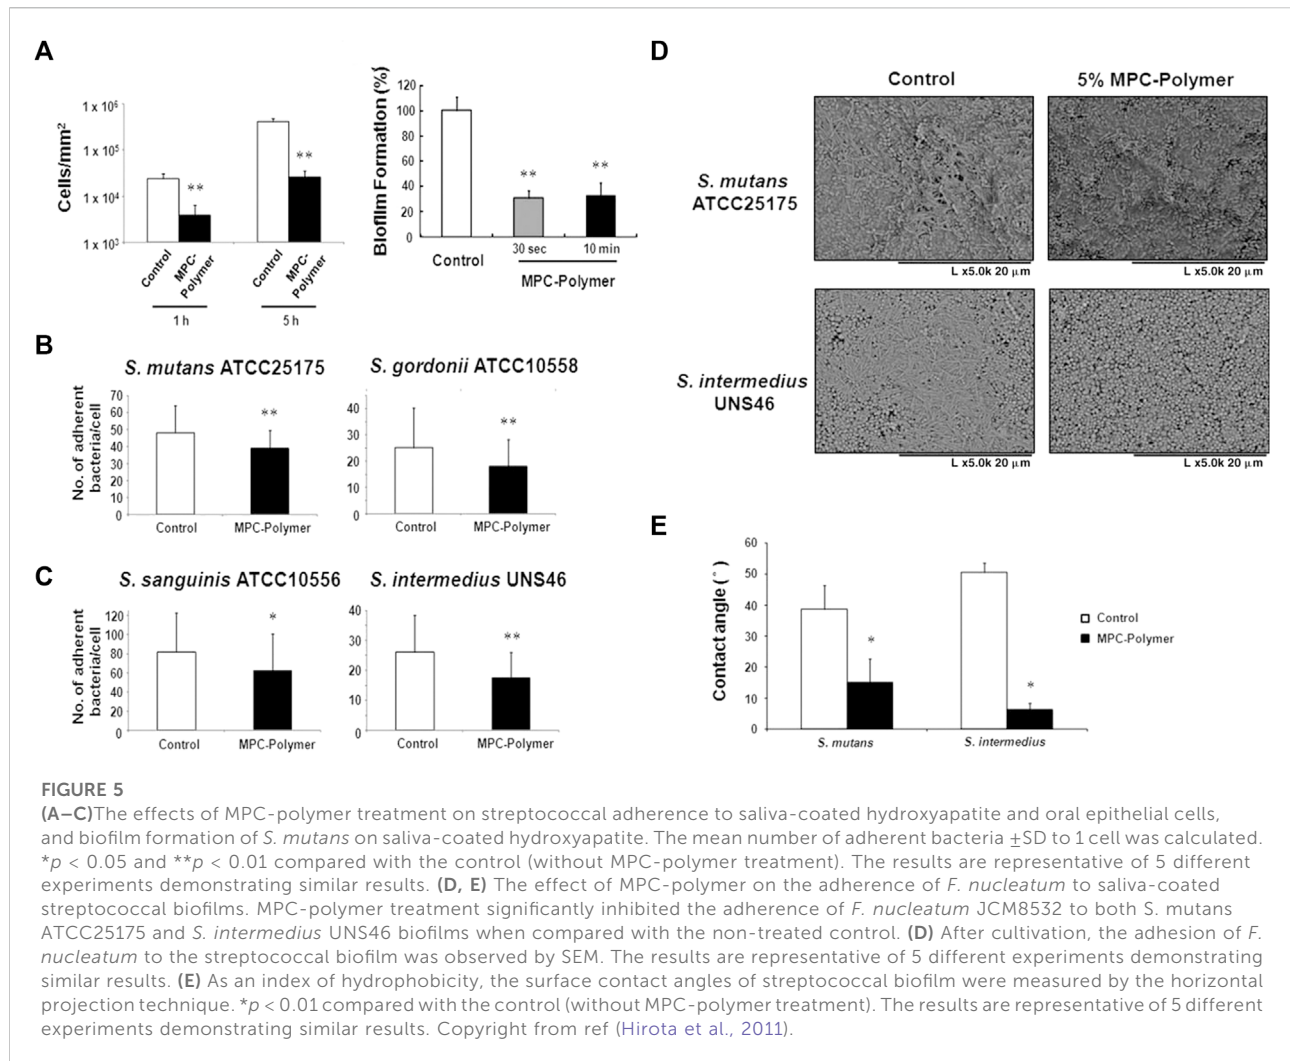 A
Cells/mm²
1 x 10⁶
1 x 10⁵
1 x 10⁴
1 x 10³
**
**
Control
MPC-
Polymer
Control
MPC-
Polymer
1 h
5 h
Biofilm Formation (%)
120
100
80
60
40
20
0
**
**
Control
30 sec
10 min
MPC-Polymer
B
S. mutans ATCC25175
No. of adherent
bacteria/cell
70
60
50
40
30
20
10
0
**
Control
MPC-Polymer
S. gordonii ATCC10558
40
30
20
10
0
**
Control
MPC-Polymer
C
S. sanguinis ATCC10556
No. of adherent
bacteria/cell
120
100
80
60
40
20
0
*
Control
MPC-Polymer
S. intermedius UNS46
40
30
20
10
0
**
Control
MPC-Polymer
D
Control
5% MPC-Polymer
S. mutans
ATCC25175
L x5.0k 20 μm
L x5.0k 20 μm
S. intermedius
UNS46
L x5.0k 20 μm
L x5.0k 20 μm
E
Contact angle (°)
60
50
40
30
20
10
0
*
*
S. mutans
S. intermedius
Control
MPC-Polymer
FIGURE 5
(A–C)The effects of MPC-polymer treatment on streptococcal adherence to saliva-coated hydroxyapatite and oral epithelial cells,
and biofilm formation of S. mutans on saliva-coated hydroxyapatite. The mean number of adherent bacteria ±SD to 1 cell was calculated.
*p < 0.05 and **p < 0.01 compared with the control (without MPC-polymer treatment). The results are representative of 5 different
experiments demonstrating similar results. (D, E) The effect of MPC-polymer on the adherence of F. nucleatum to saliva-coated
streptococcal biofilms. MPC-polymer treatment significantly inhibited the adherence of F. nucleatum JCM8532 to both S. mutans
ATCC25175 and S. intermedius UNS46 biofilms when compared with the non-treated control. (D) After cultivation, the adhesion of F.
nucleatum to the streptococcal biofilm was observed by SEM. The results are representative of 5 different experiments demonstrating
similar results. (E) As an index of hydrophobicity, the surface contact angles of streptococcal biofilm were measured by the horizontal
projection technique. *p < 0.01 compared with the control (without MPC-polymer treatment). The results are representative of 5 different
experiments demonstrating similar results. Copyright from ref (Hirota et al., 2011).